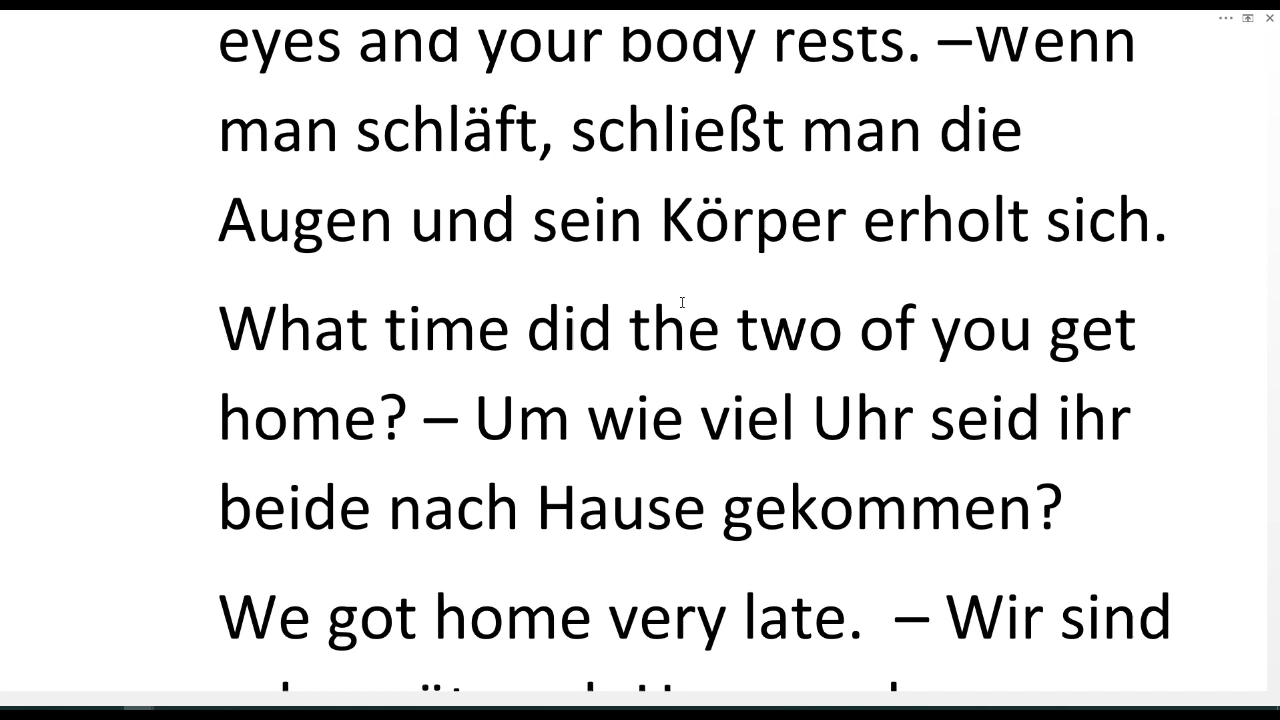 eyes and your body rests. –Wenn
man schläft, schließt man die
Augen und sein Körper erholt sich.
What time did the two of you get
home? – Um wie viel Uhr seid ihr
beide nach Hause gekommen?
We got home very late.  – Wir sind